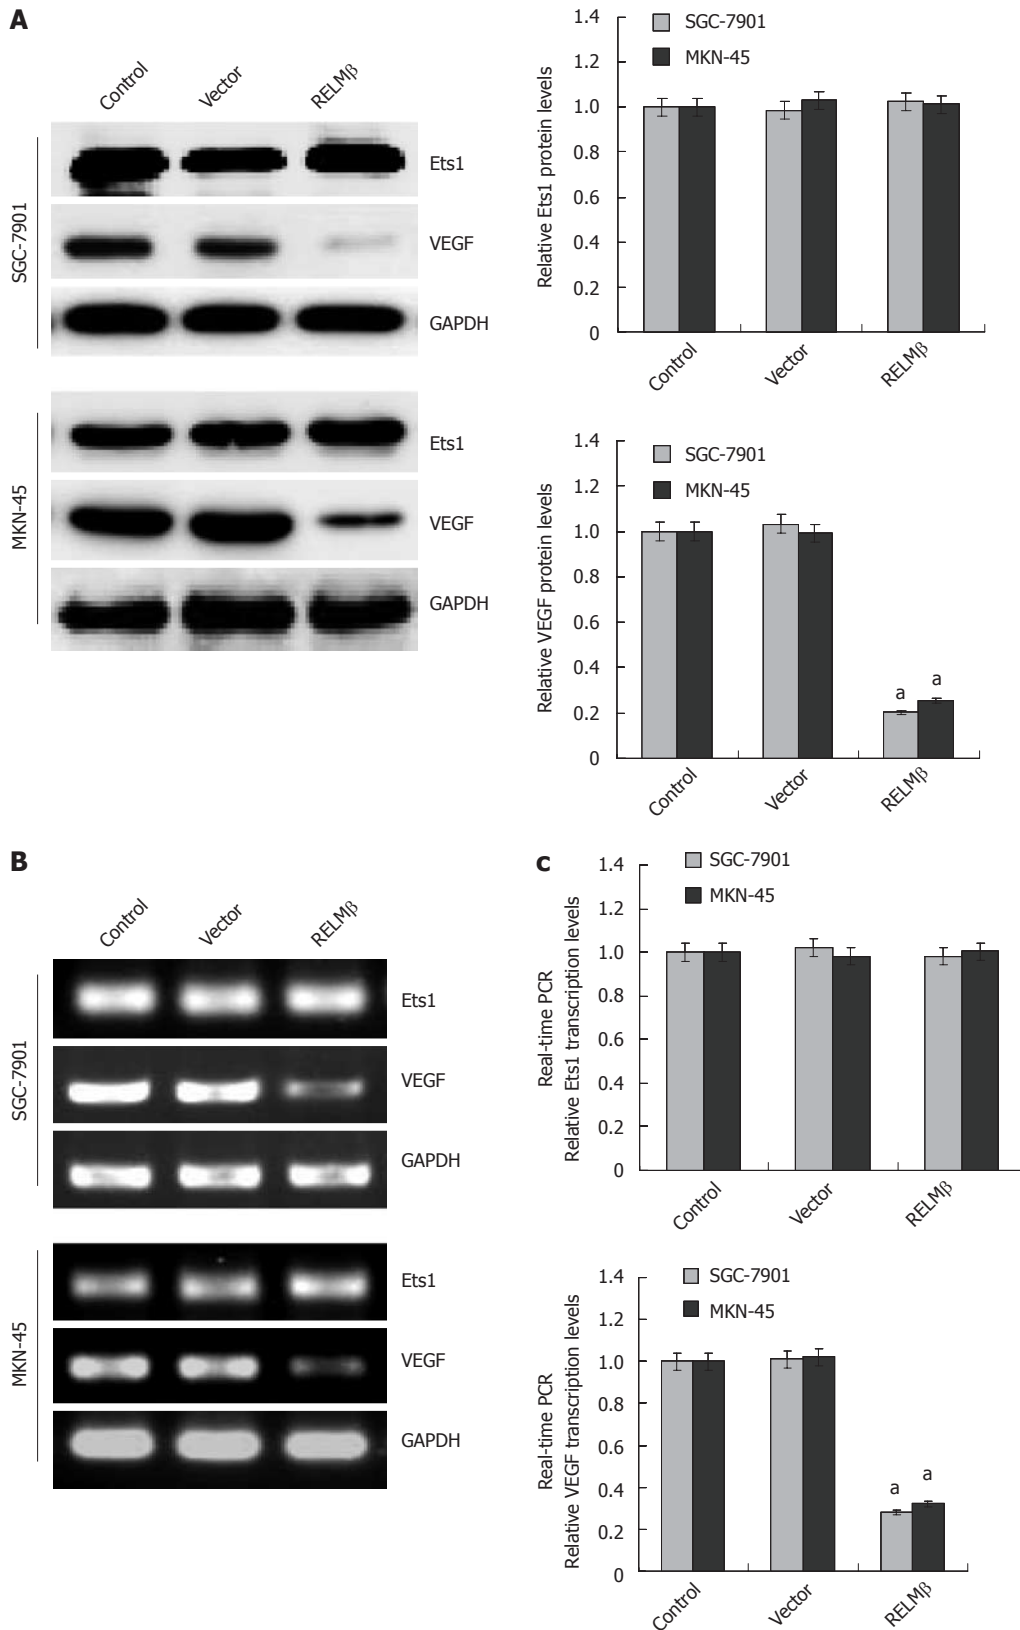 A
Control
Vector
RELMβ
SGC-7901
Ets1
VEGF
GAPDH
MKN-45
Ets1
VEGF
GAPDH
Relative Ets1 protein levels
1.4
1.2
1.0
0.8
0.6
0.4
0.2
0
SGC-7901
MKN-45
Control
Vector
RELMβ
Relative VEGF protein levels
1.4
1.2
1.0
0.8
0.6
0.4
0.2
0
SGC-7901
MKN-45
a
a
Control
Vector
RELMβ
B
Control
Vector
RELMβ
SGC-7901
Ets1
VEGF
GAPDH
MKN-45
Ets1
VEGF
GAPDH
c
Real-time PCR
Relative Ets1 transcription levels
1.4
1.2
1.0
0.8
0.6
0.4
0.2
0
SGC-7901
MKN-45
Control
Vector
RELMβ
Real-time PCR
Relative VEGF transcription levels
1.4
1.2
1.0
0.8
0.6
0.4
0.2
0
SGC-7901
MKN-45
a
a
Control
Vector
RELMβ